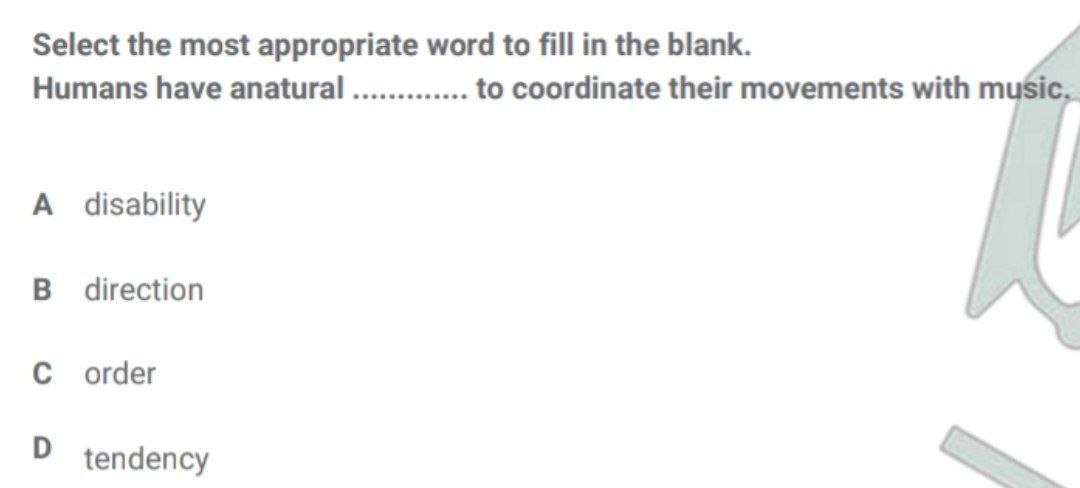 Select the most appropriate word to fill in the blank.
Humans have anatural ............. to coordinate their movements with music.
A disability
B direction
C order
D tendency